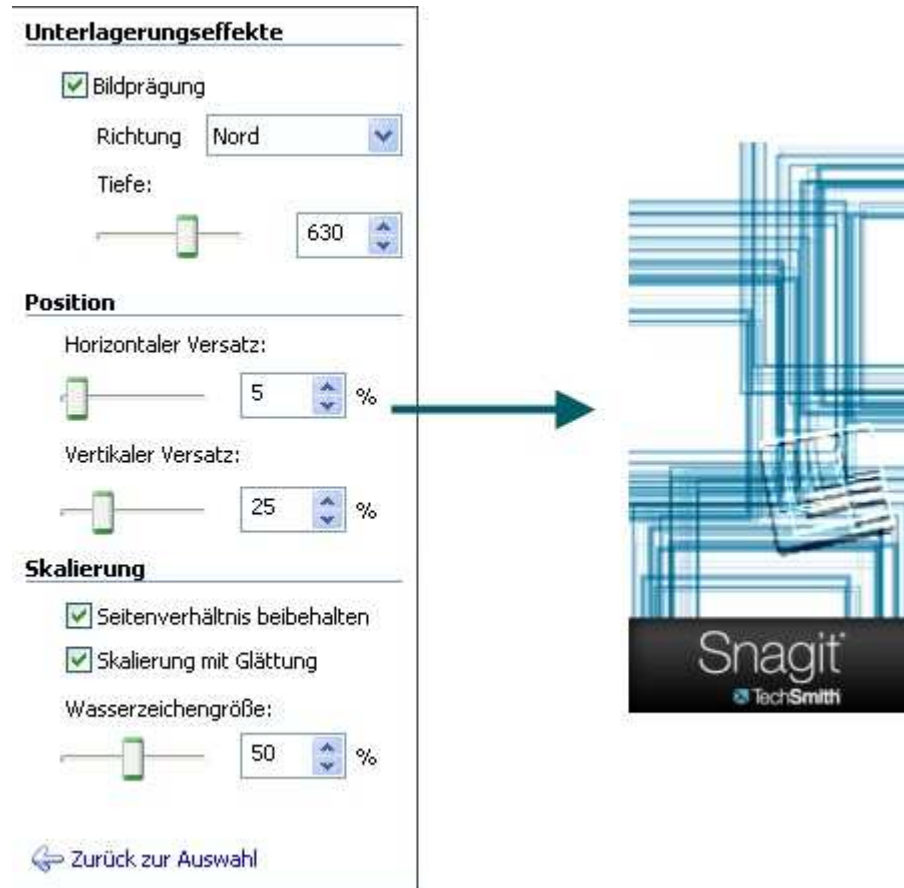 Unterlagerungseffekte
Bildprägung
Richtung Nord
Tiefe:
630
Position
Horizontaler Versatz:
5 %
Vertikaler Versatz:
25 %
Skalierung
Seitenverhältnis beibehalten
Skalierung mit Glättung
Wasserzeichengröße:
50 %
Zurück zur Auswahl
Snagit
TechSmith